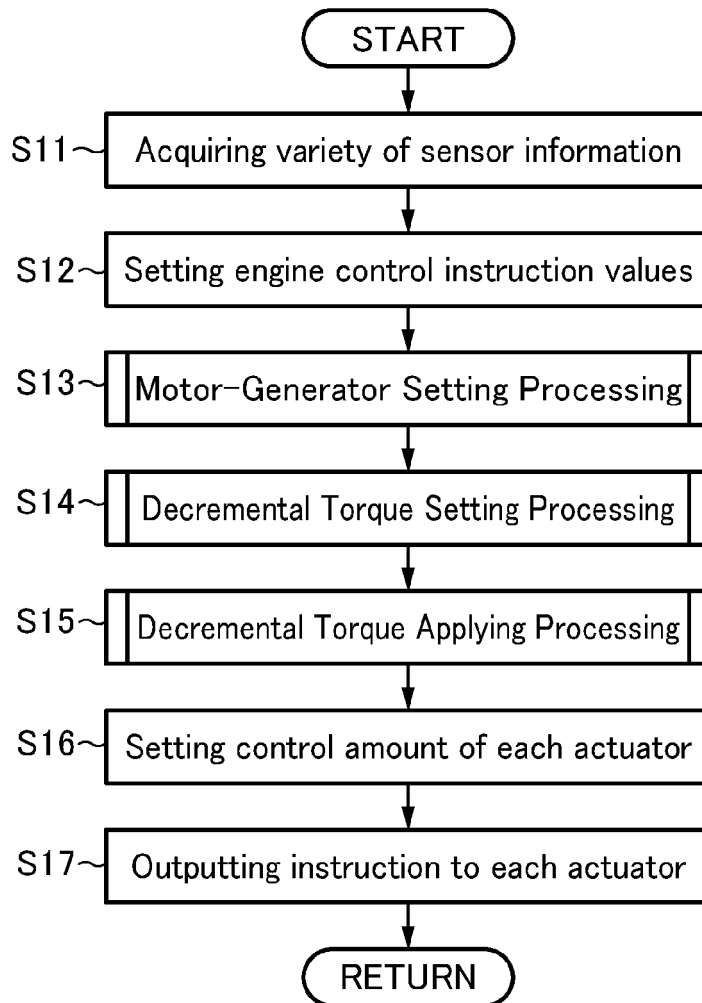 START
S11~ Acquiring variety of sensor information
S12~ Setting engine control instruction values
S13~ Motor-Generator Setting Processing
S14~ Decremental Torque Setting Processing
S15~ Decremental Torque Applying Processing
S16~ Setting control amount of each actuator
S17~ Outputting instruction to each actuator
RETURN